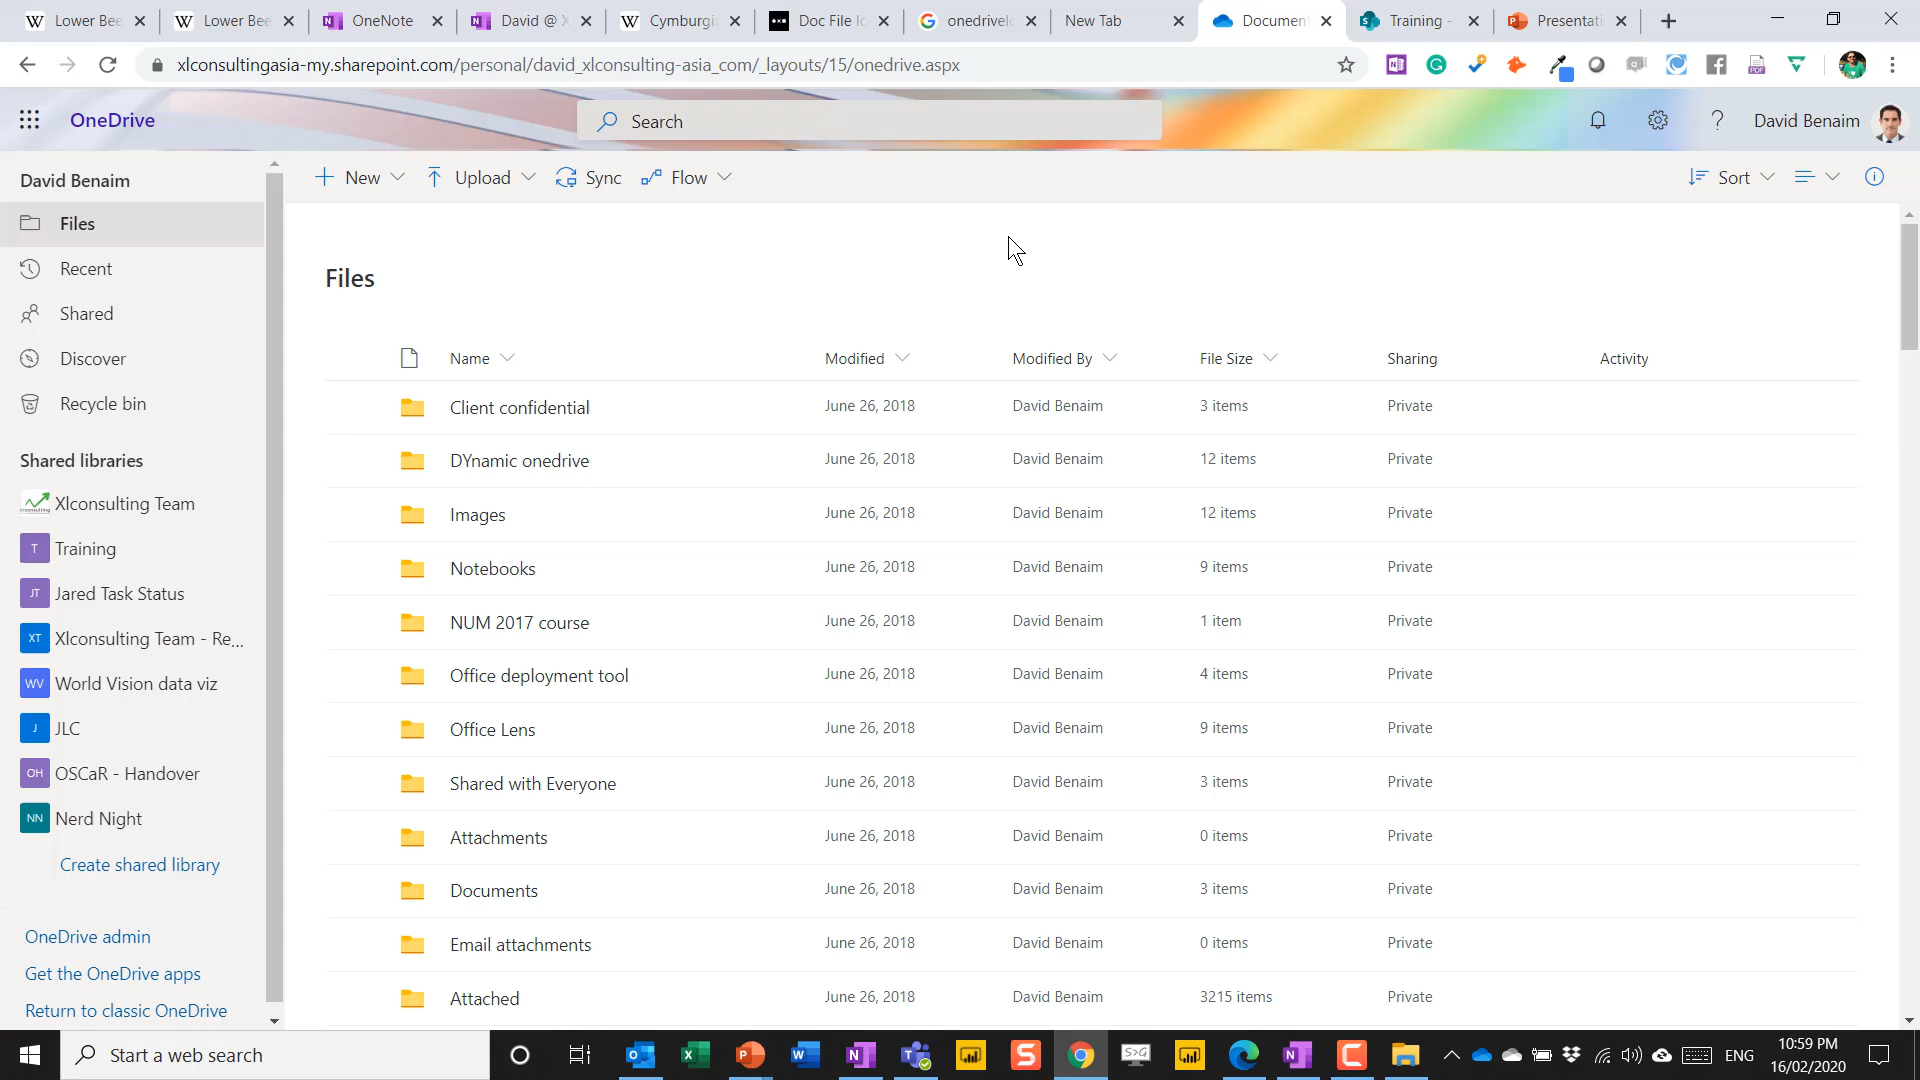 Lower Bee
Lower Bee
OneNote
David @ X
Cymburgi
Doc File Ic
onedrivelo
New Tab
Document
Training -
Presentati
xlconsultingasia-my.sharepoint.com/personal/david_xlconsulting-asia_com/_layouts/15/onedrive.aspx
OneDrive
Search
? David Benaim
David Benaim
New
Upload
Sync
Flow
Sort
Files
Recent
Shared
Discover
Recycle bin
Shared libraries
Xlconsulting Team
T Training
JT Jared Task Status
XT Xlconsulting Team - Re...
WV World Vision data viz
J JLC
OH OSCaR - Handover
NN Nerd Night
Create shared library
OneDrive admin
Get the OneDrive apps
Return to classic OneDrive
Files
Name Modified Modified By File Size Sharing Activity
Client confidential June 26, 2018 David Benaim 3 items Private
DYnamic onedrive June 26, 2018 David Benaim 12 items Private
Images June 26, 2018 David Benaim 12 items Private
Notebooks June 26, 2018 David Benaim 9 items Private
NUM 2017 course June 26, 2018 David Benaim 1 item Private
Office deployment tool June 26, 2018 David Benaim 4 items Private
Office Lens June 26, 2018 David Benaim 9 items Private
Shared with Everyone June 26, 2018 David Benaim 3 items Private
Attachments June 26, 2018 David Benaim 0 items Private
Documents June 26, 2018 David Benaim 3 items Private
Email attachments June 26, 2018 David Benaim 0 items Private
Attached June 26, 2018 David Benaim 3215 items Private
Start a web search
ENG
10:59 PM
16/02/2020